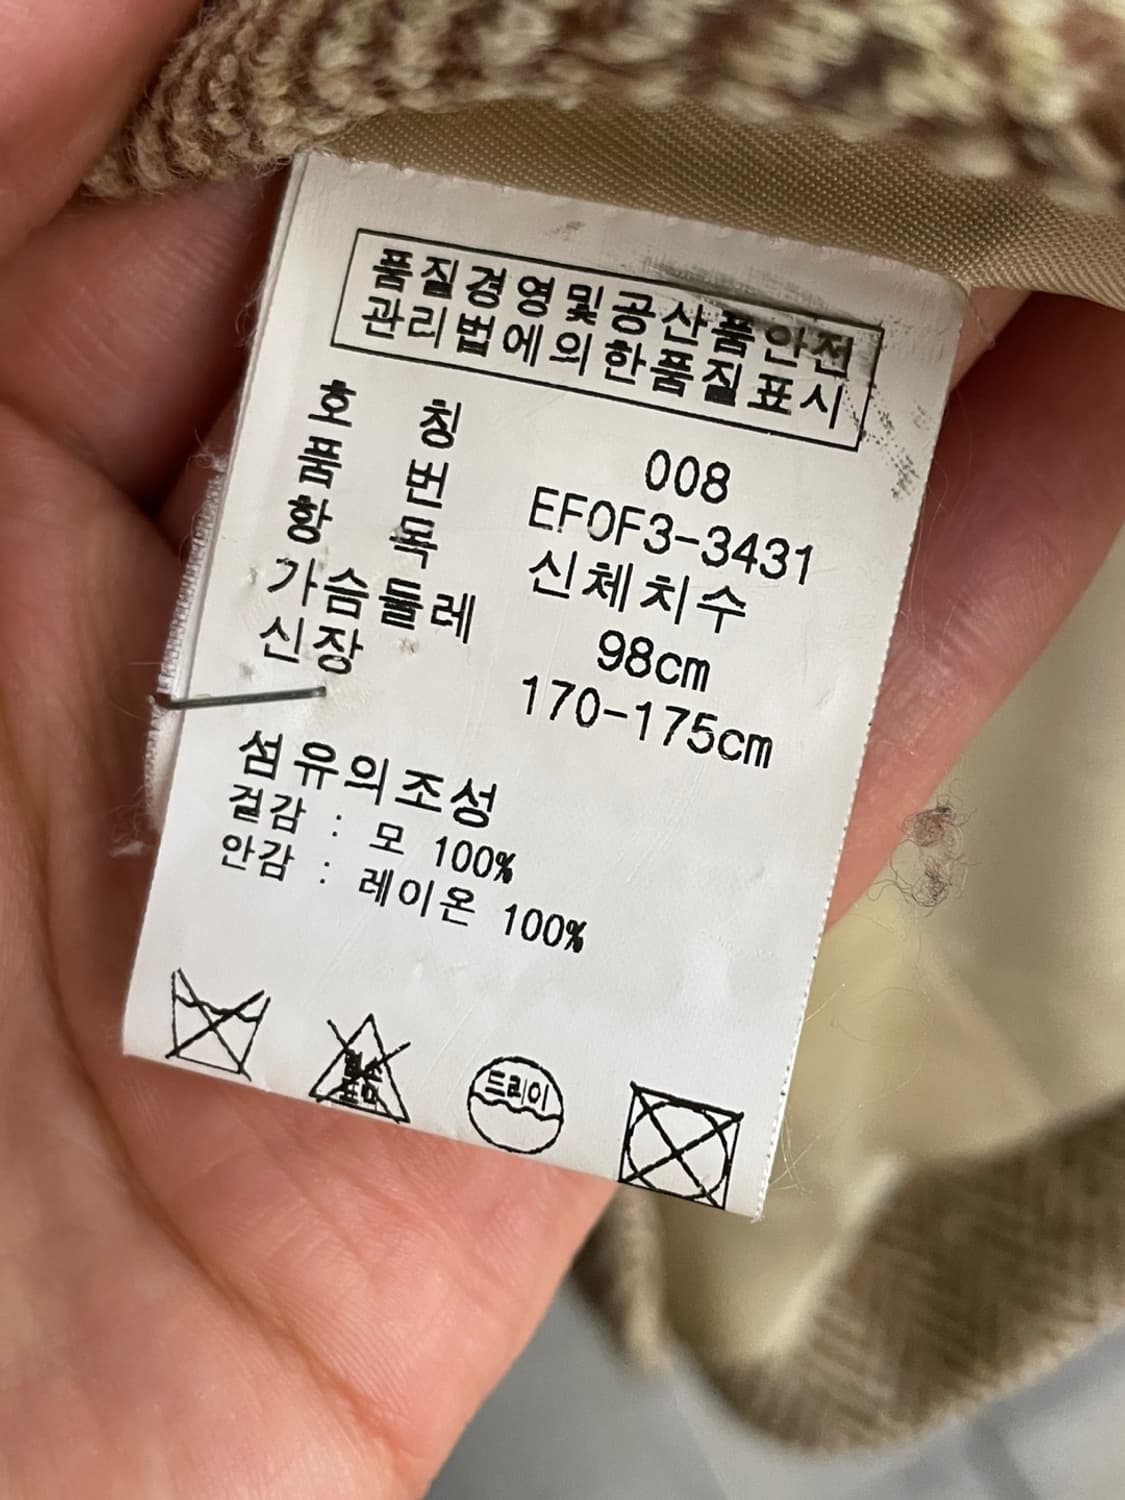 품질경영및공산품안전
관리법에의한품질표시
호 칭 008
품 번 EF0F3-3431
항 목 신체치수
가슴둘레 98cm
신장 170-175cm
섬유의조성
겉감 : 모 100%
안감 : 레이온 100%
드라이